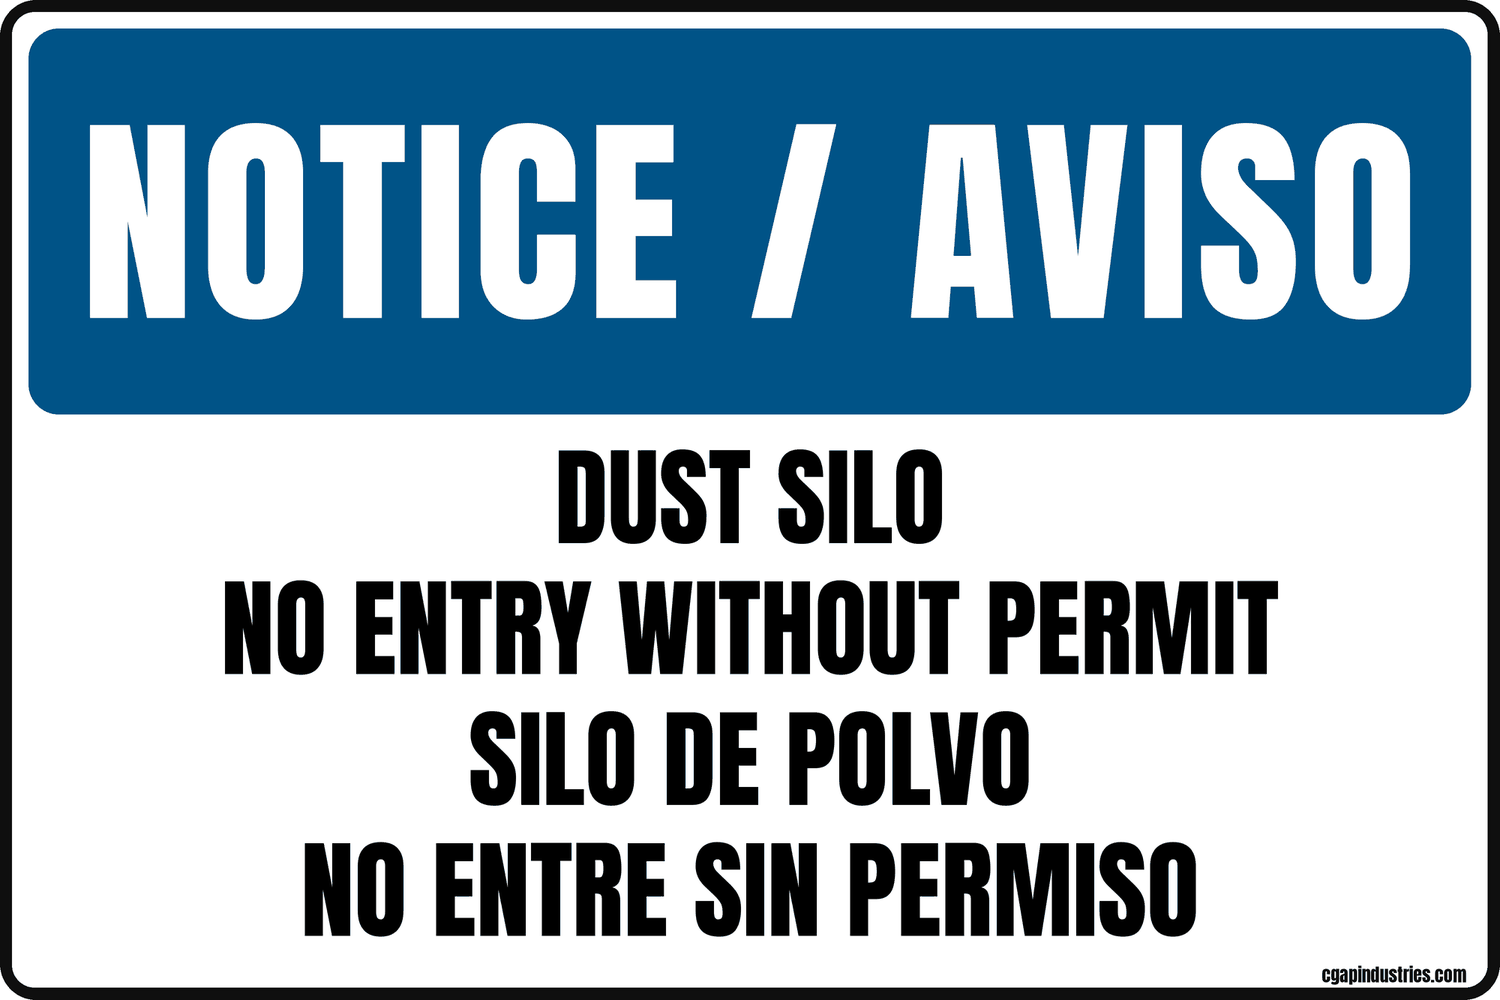 NOTICE / AVISO
DUST SILO
NO ENTRY WITHOUT PERMIT
SILO DE POLVO
NO ENTRE SIN PERMISO
cgapindustries.com